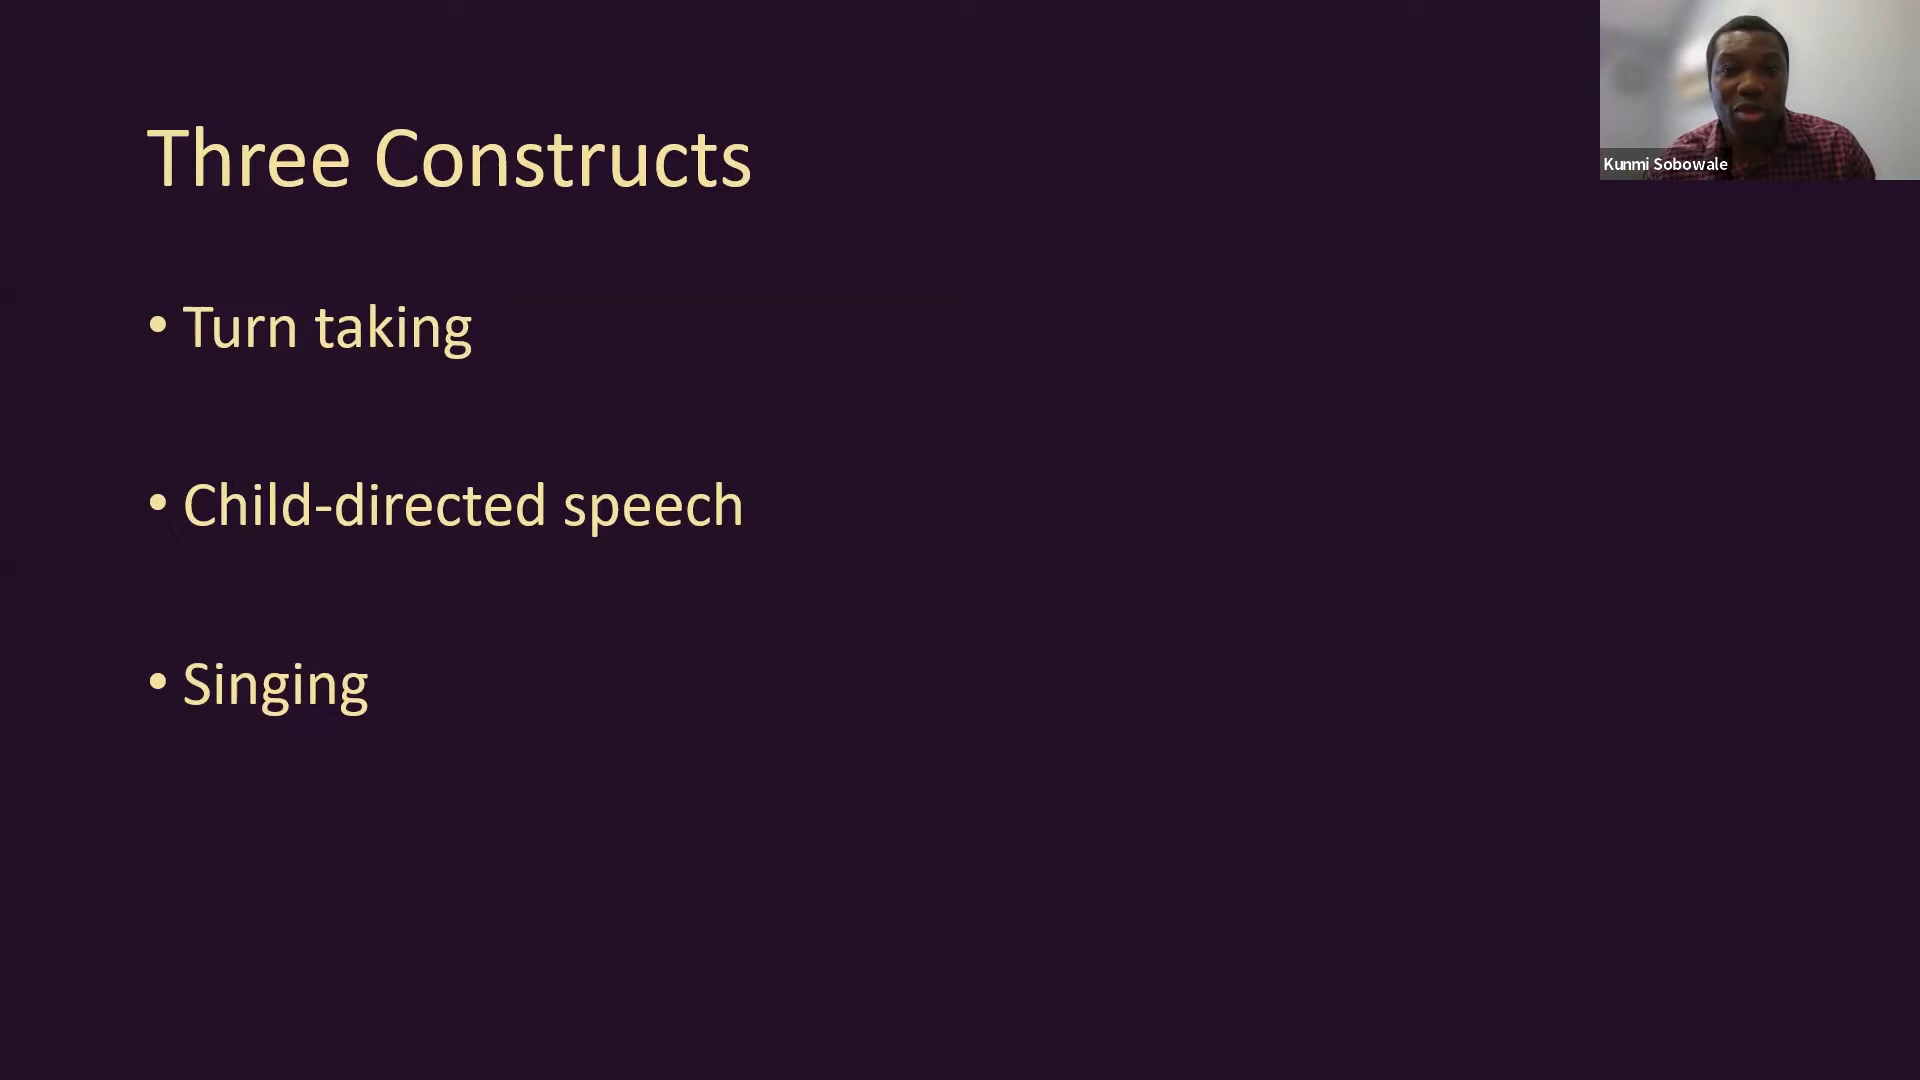 Three Constructs
• Turn taking
• Child-directed speech
• Singing
Kunmi Sobowale